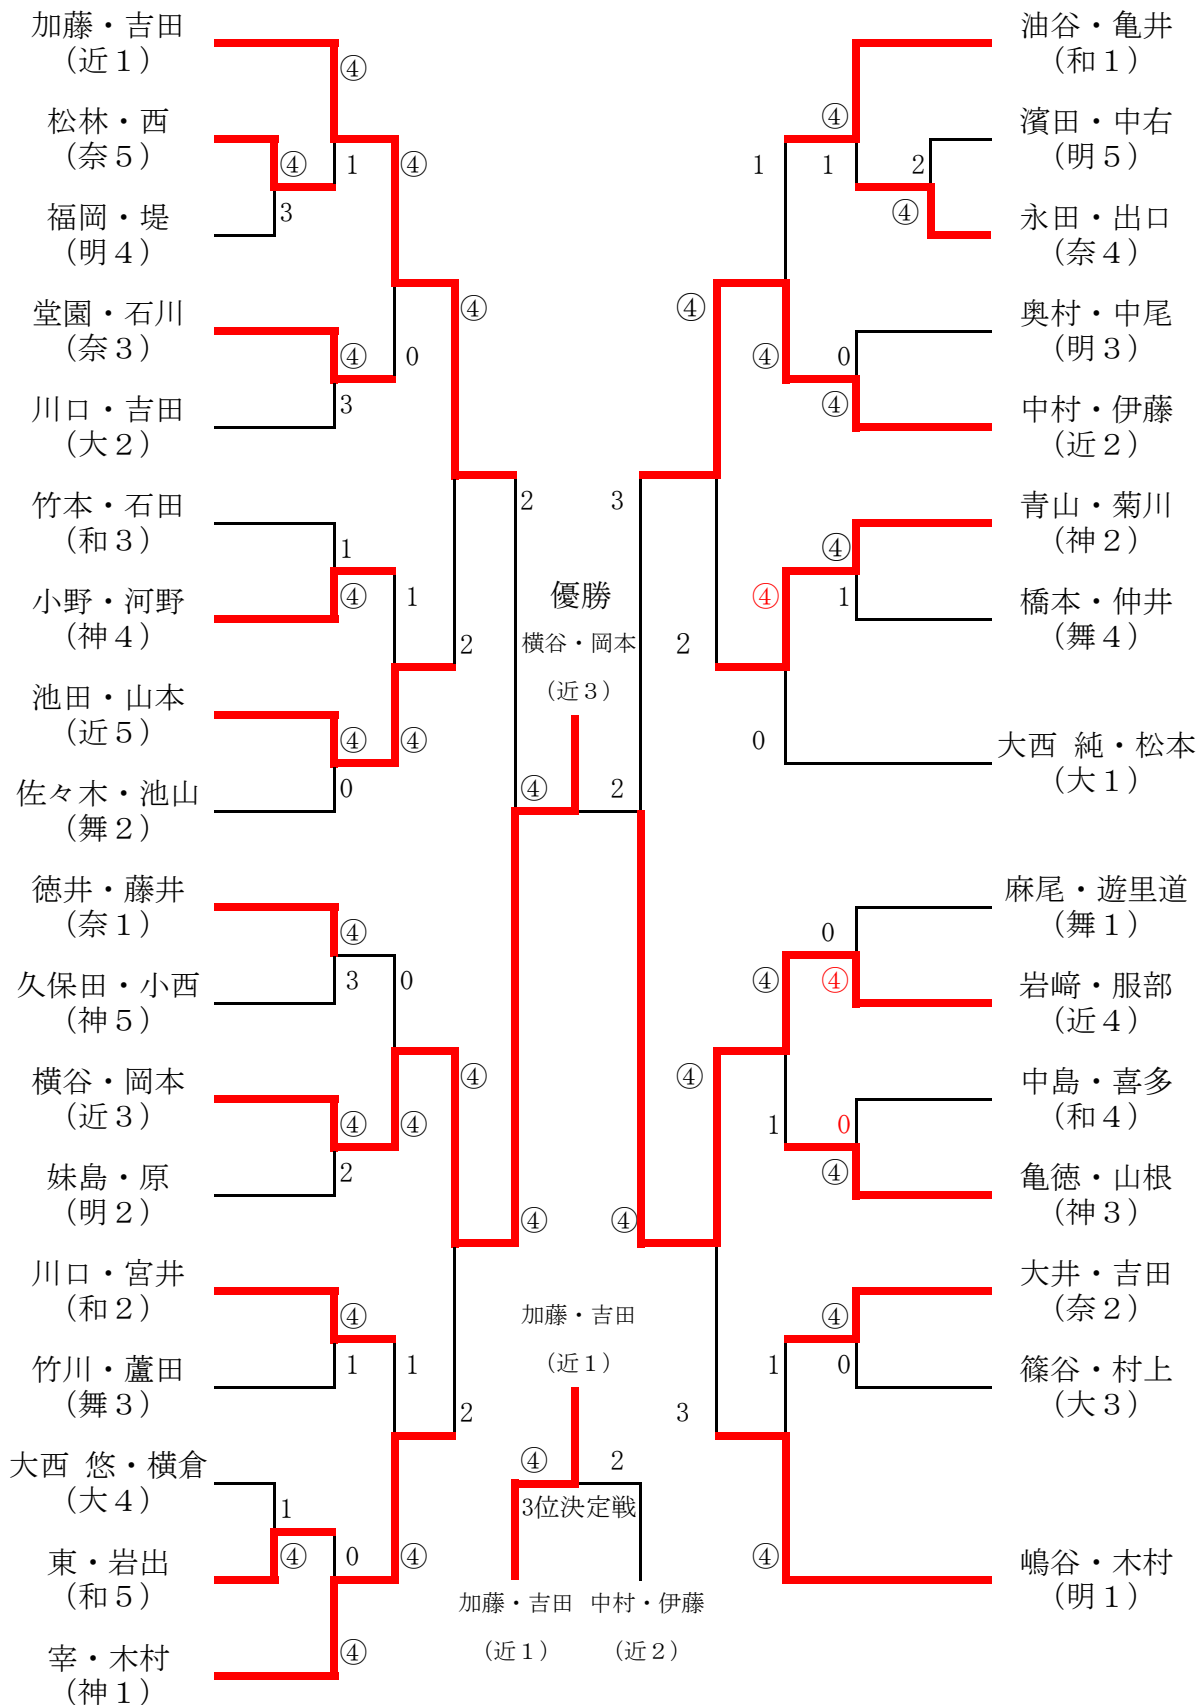 加藤・吉田
（近１）
④
松林・西
（奈５）
④
1
④
福岡・堤
（明４）
3
堂園・石川
（奈３）
④
0
④
川口・吉田
（大２）
3
竹本・石田
（和３）
1
2
小野・河野
（神４）
④
1
2
池田・山本
（近５）
④
④
佐々木・池山
（舞２）
0
徳井・藤井
（奈１）
④
久保田・小西
（神５）
3
0
横谷・岡本
（近３）
④
④
④
妹島・原
（明２）
2
④
川口・宮井
（和２）
④
竹川・蘆田
（舞３）
1
1
2
大西 悠・横倉
（大４）
1
東・岩出
（和５）
④
0
④
宰・木村
（神１）
④
優勝
横谷・岡本
（近３）
④
2
加藤・吉田
（近１）
④
2
3位決定戦
加藤・吉田
（近１）
中村・伊藤
（近２）
油谷・亀井
（和１）
④
濱田・中右
（明５）
1
1
2
永田・出口
（奈４）
④
奥村・中尾
（明３）
④
④
0
中村・伊藤
（近２）
④
青山・菊川
（神２）
3
④
橋本・仲井
（舞４）
④
1
2
大西 純・松本
（大１）
0
麻尾・遊里道
（舞１）
0
岩﨑・服部
（近４）
④
④
中島・喜多
（和４）
④
1
0
亀徳・山根
（神３）
④
④
大井・吉田
（奈２）
④
篠谷・村上
（大３）
1
0
3
嶋谷・木村
（明１）
④